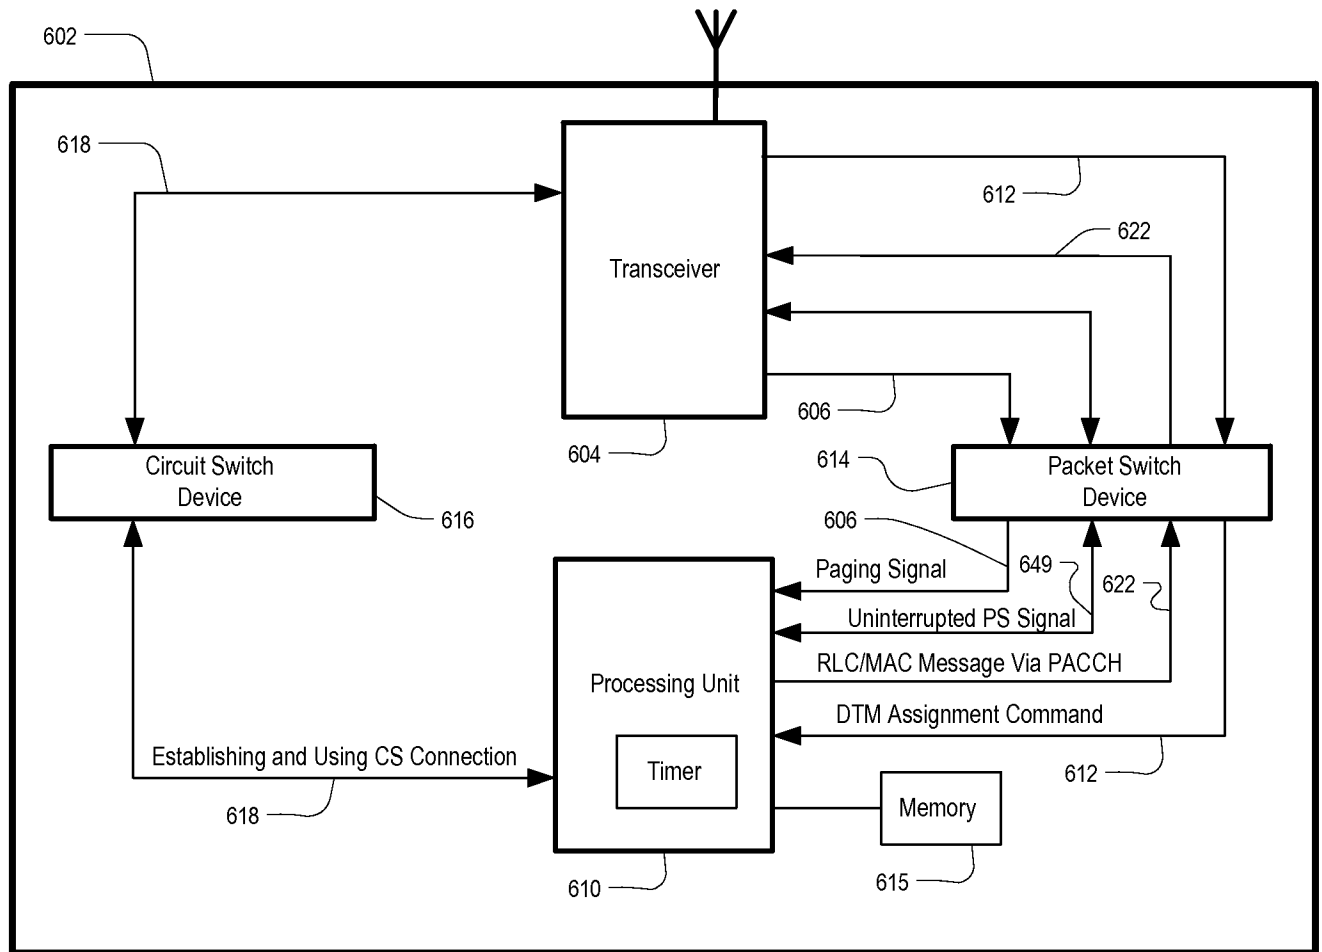 602
618
612
622
Transceiver
606
604
Circuit Switch
Device
616
614
Packet Switch
Device
606
649
622
Paging Signal
Uninterrupted PS Signal
RLC/MAC Message Via PACCH
Processing Unit
DTM Assignment Command
Establishing and Using CS Connection
Timer
612
618
Memory
610
615